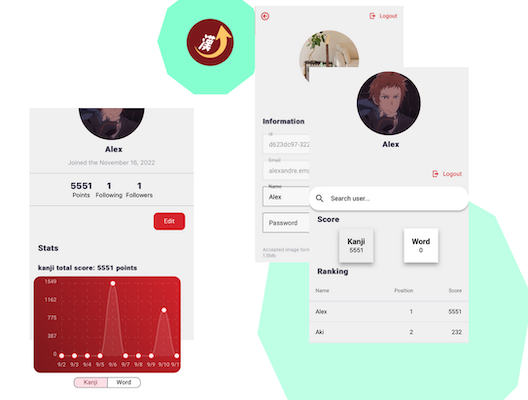 漢
Alex
Joined the November 16, 2022
5551
Points
1
Following
1
Followers
Edit
Stats
kanji total score: 5551 points
1549
1162
775
387
0
9/2 9/3 9/4 9/5 9/6 9/7 9/8 9/9 9/10 9/11
Kanji Word
Logout
Information
Id
d623dc97-322
Email
alexandre.em
Name
Alex
Password
Accepted image form
Alex
Logout
Search user...
Score
Kanji
5551
Word
0
Ranking
Name Position Score
Alex 1 5551
Aki 2 232